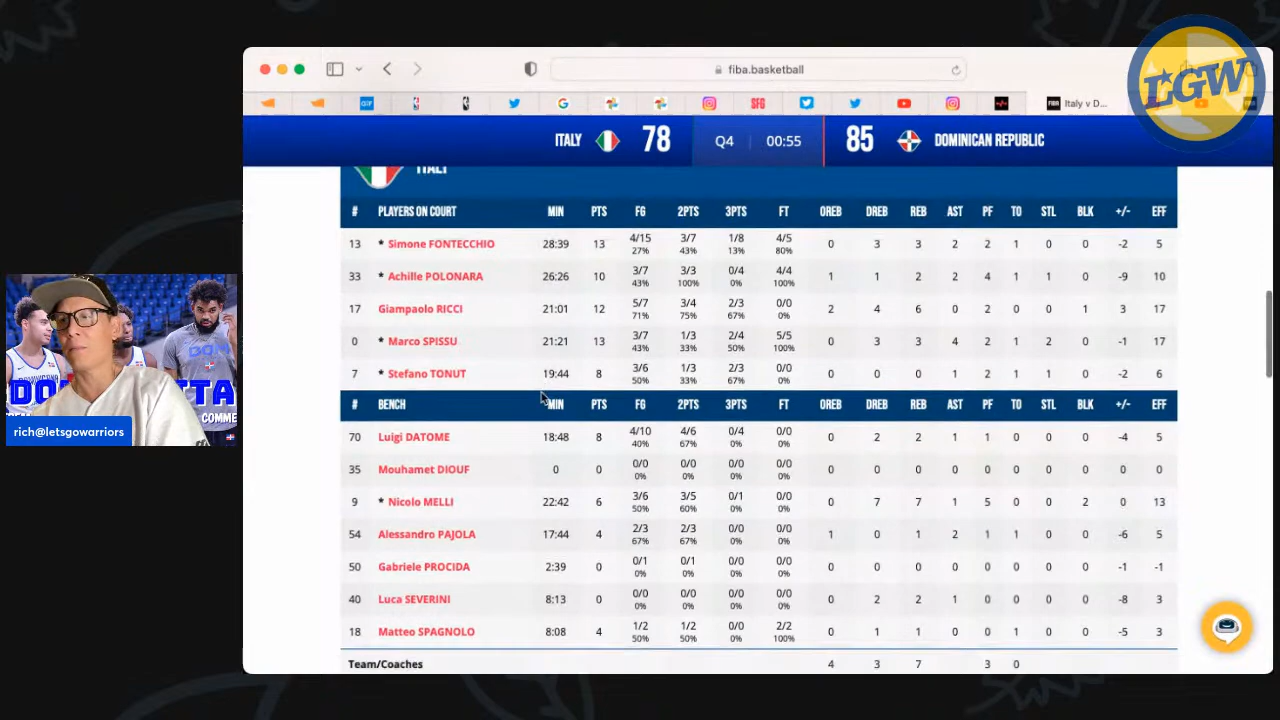 LGW
fiba.basketball
GIF
SFG
FIBA Italy v D...
ITALY 78 Q4 00:55 85 DOMINICAN REPUBLIC
ITALY
# PLAYERS ON COURT MIN PTS FG 2PTS 3PTS FT OREB DREB REB AST PF TO STL BLK +/- EFF
13 * Simone FONTECCHIO 28:39 13 4/15 27% 3/7 43% 1/8 13% 4/5 80% 0 3 3 2 2 1 0 0 -2 5
33 * Achille POLONARA 26:26 10 3/7 43% 3/3 100% 0/4 0% 4/4 100% 1 1 2 2 4 1 1 0 -9 10
17 Giampaolo RICCI 21:01 12 5/7 71% 3/4 75% 2/3 67% 0/0 0% 2 4 6 0 2 0 0 1 3 17
0 * Marco SPISSU 21:21 13 3/7 43% 1/3 33% 2/4 50% 5/5 100% 0 3 3 4 2 1 2 0 -1 17
7 * Stefano TONUT 19:44 8 3/6 50% 1/3 33% 2/3 67% 0/0 0% 0 0 0 1 2 1 1 0 -2 6
# BENCH MIN PTS FG 2PTS 3PTS FT OREB DREB REB AST PF TO STL BLK +/- EFF
70 Luigi DATOME 18:48 8 4/10 40% 4/6 67% 0/4 0% 0/0 0% 0 2 2 1 1 0 0 0 -4 5
35 Mouhamet DIOUF 0 0 0/0 0% 0/0 0% 0/0 0% 0/0 0% 0 0 0 0 0 0 0 0 0 0
9 * Nicolo MELLI 22:42 6 3/6 50% 3/5 60% 0/1 0% 0/0 0% 0 7 7 1 5 0 0 2 0 13
54 Alessandro PAJOLA 17:44 4 2/3 67% 2/3 67% 0/0 0% 0/0 0% 1 0 1 2 1 1 0 0 -6 5
50 Gabriele PROCIDA 2:39 0 0/1 0% 0/1 0% 0/0 0% 0/0 0% 0 0 0 0 0 0 0 0 -1 -1
40 Luca SEVERINI 8:13 0 0/0 0% 0/0 0% 0/0 0% 0/0 0% 0 2 2 1 0 0 0 0 -8 3
18 Matteo SPAGNOLO 8:08 4 1/2 50% 1/2 50% 0/0 0% 2/2 100% 0 1 1 0 0 1 0 0 -5 3
Team/Coaches 4 3 7 3 0
DO ITA
COMME
rich@letsgowarriors